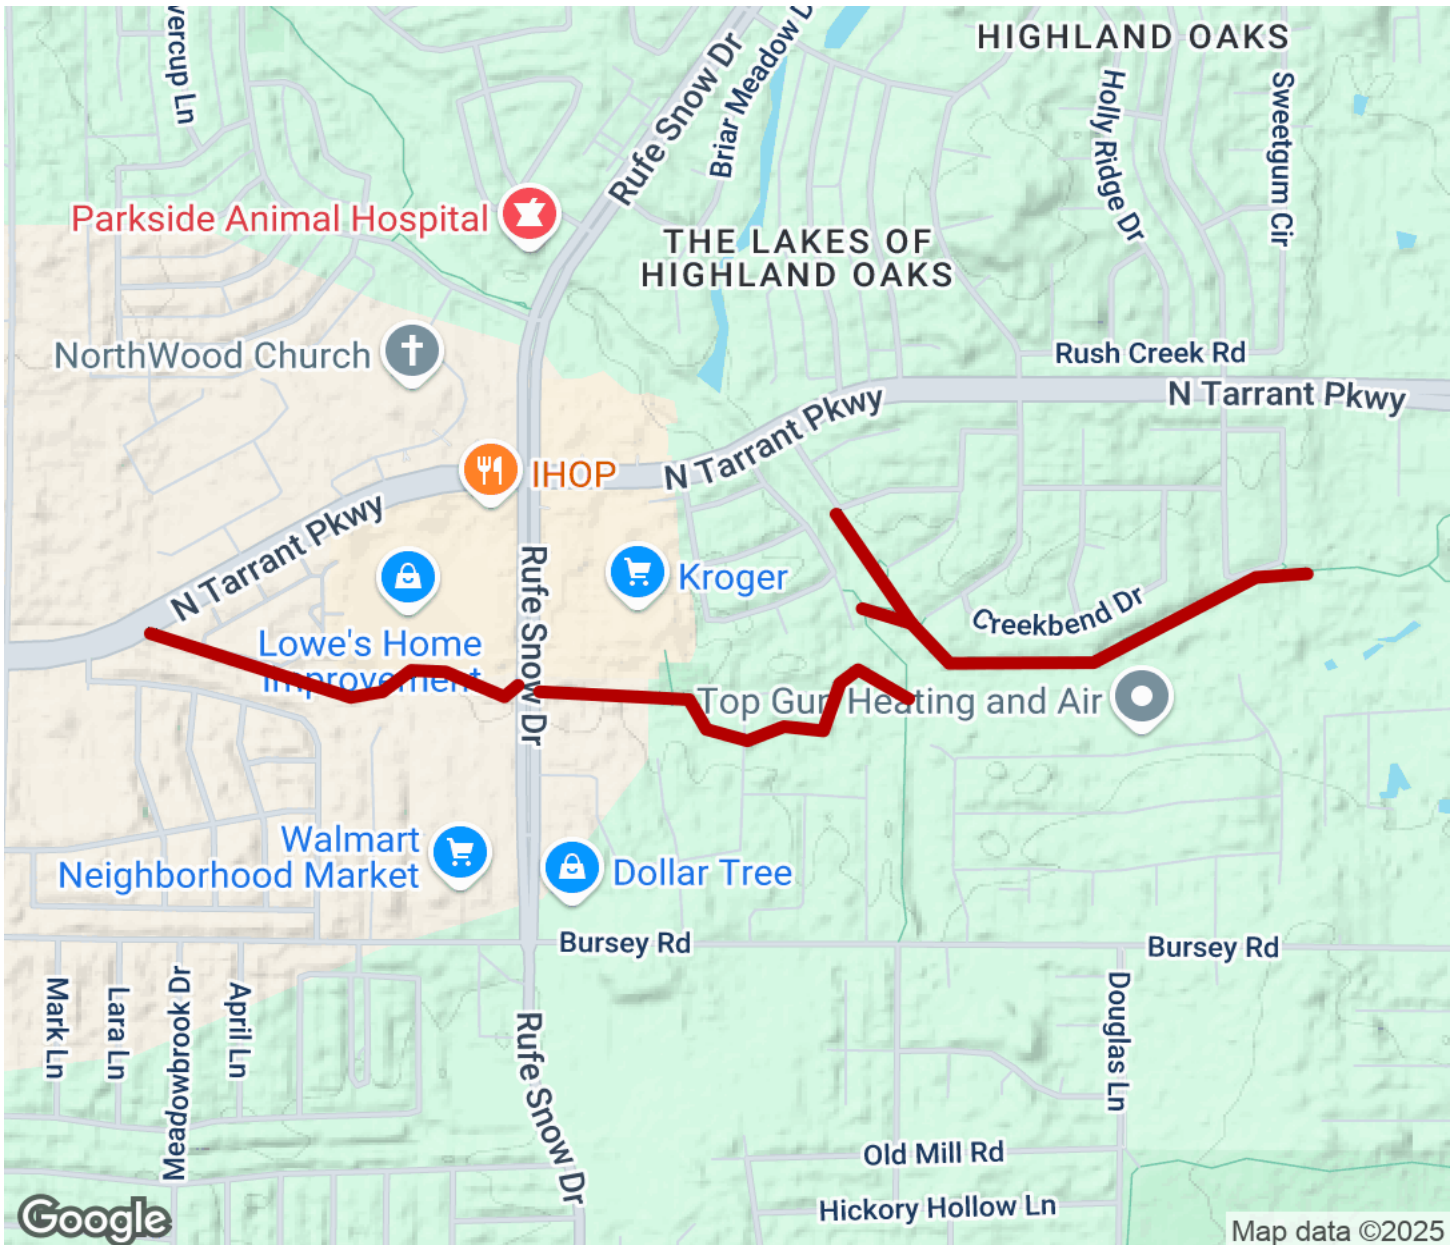 HIGHLAND OAKS
Rufe Snow Dr
Holly Ridge Dr
Sweetgum Cir
Parkside Animal Hospital
THE LAKES OF
HIGHLAND OAKS
NorthWood Church
Rush Creek Rd
N Tarrant Pkwy
N Tarrant Pkwy
IHOP
N Tarrant Pkwy
Kroger
Rufe Snow Dr
Creekbend Dr
Lowe's Home
Improvement
Top Gun Heating and Air
Walmart
Neighborhood Market
Dollar Tree
Bursey Rd
Bursey Rd
Mark Ln
Lara Ln
Meadowbrook Dr
April Ln
Rufe Snow Dr
Douglas Ln
Old Mill Rd
Hickory Hollow Ln
Google
Map data ©2025